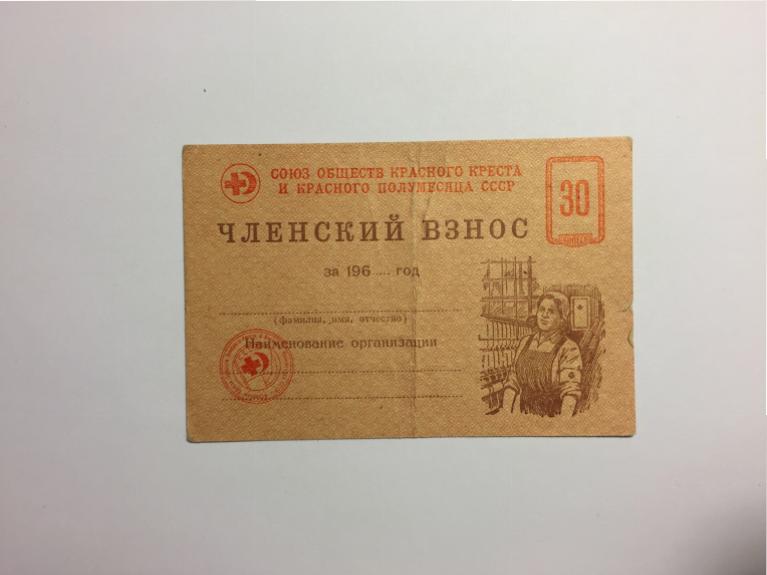 СОЮЗ ОБЩЕСТВ КРАСНОГО КРЕСТА
И КРАСНОГО ПОЛУМЕСЯЦА СССР
30
ЧЛЕНСКИЙ ВЗНОС
за 196.... год
(фамилия, имя, отчество)
Наименование организации